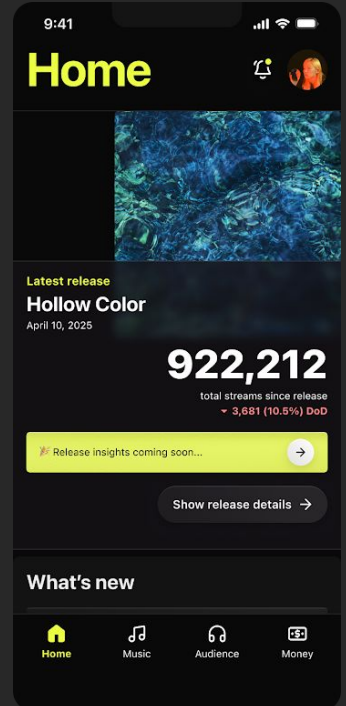 9:41
Home
Latest release
Hollow Color
April 10, 2025
922,212
total streams since release
3,681 (10.5%) DoD
🎉 Release insights coming soon...
Show release details →
What's new
Home
Music
Audience
Money